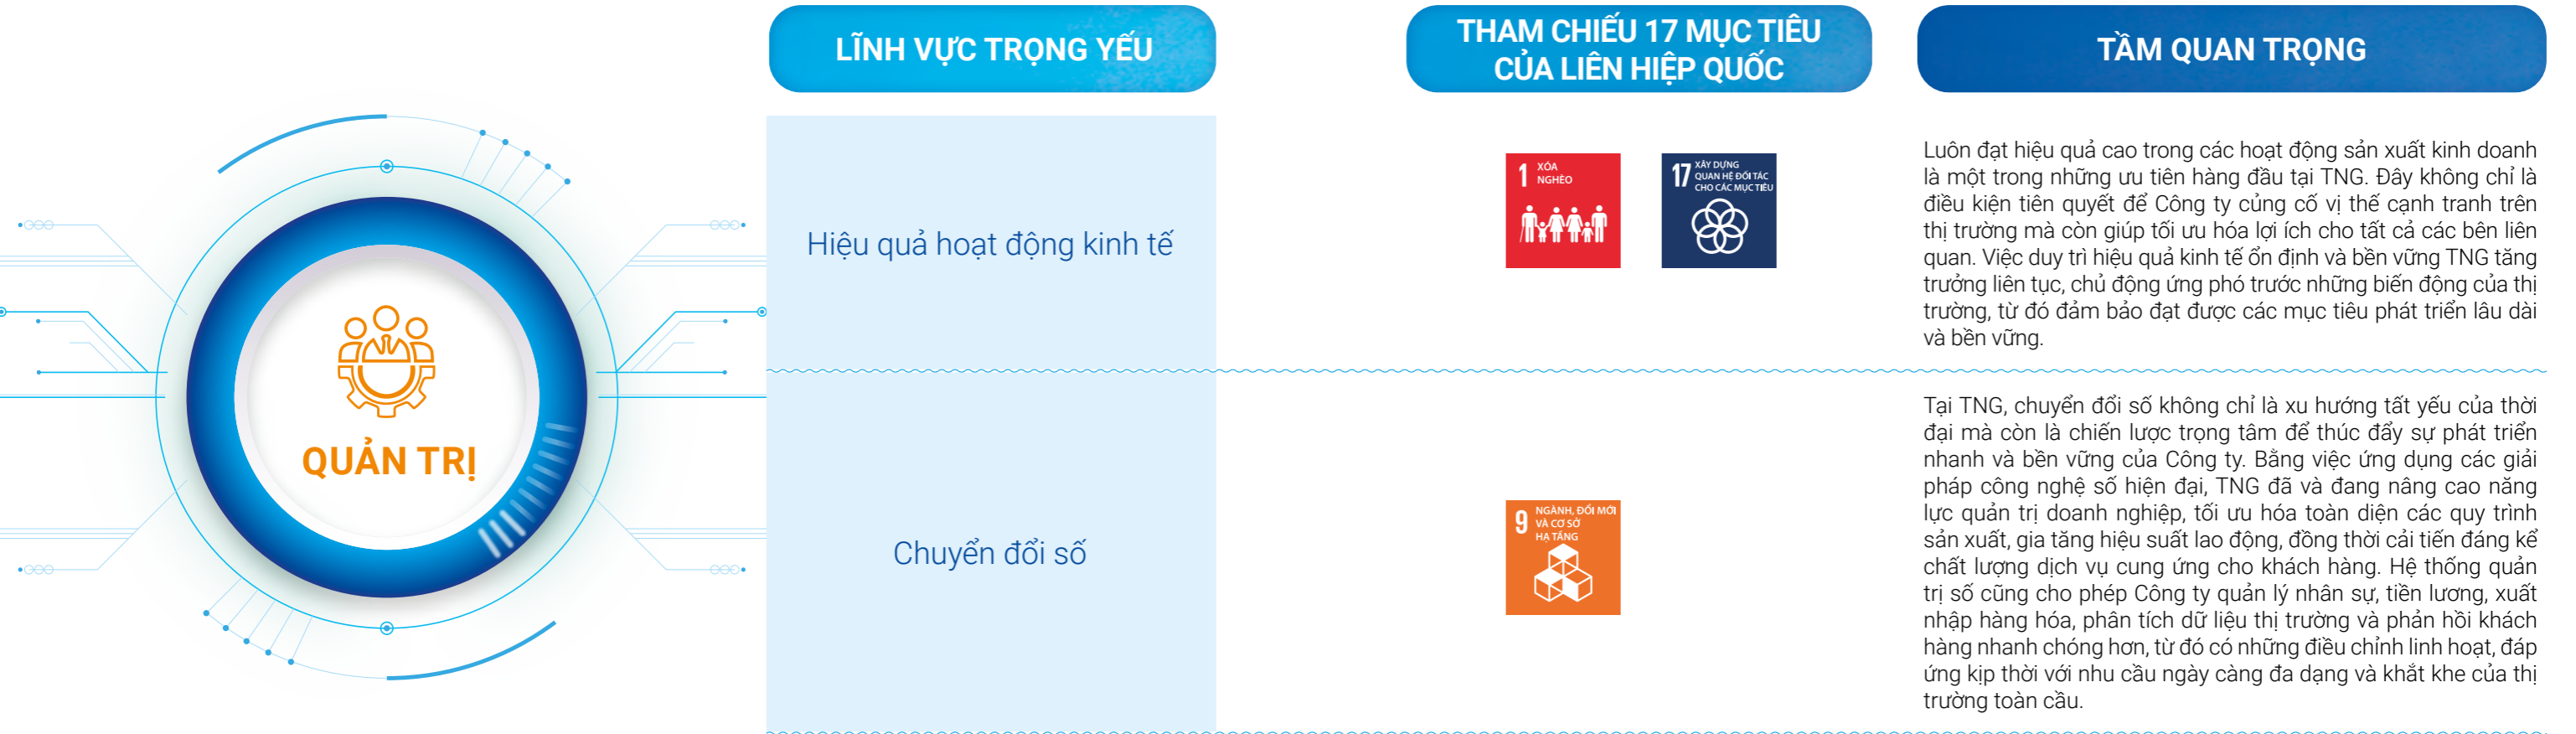 LĨNH VỰC TRỌNG YẾU
THAM CHIẾU 17 MỤC TIÊU
CỦA LIÊN HIỆP QUỐC
TẦM QUAN TRỌNG
QUẢN TRỊ
Hiệu quả hoạt động kinh tế
1 XÓA
NGHÈO
17 XÂY DỰNG
QUAN HỆ ĐỐI TÁC
CHO CÁC MỤC TIÊU
Luôn đạt hiệu quả cao trong các hoạt động sản xuất kinh doanh
là một trong những ưu tiên hàng đầu tại TNG. Đây không chỉ là
điều kiện tiên quyết để Công ty củng cố vị thế cạnh tranh trên
thị trường mà còn giúp tối ưu hóa lợi ích cho tất cả các bên liên
quan. Việc duy trì hiệu quả kinh tế ổn định và bền vững TNG tăng
trưởng liên tục, chủ động ứng phó trước những biến động của thị
trường, từ đó đảm bảo đạt được các mục tiêu phát triển lâu dài
và bền vững.
Chuyển đổi số
9 NGÀNH, ĐỔI MỚI
VÀ CƠ SỞ
HẠ TẦNG
Tại TNG, chuyển đổi số không chỉ là xu hướng tất yếu của thời
đại mà còn là chiến lược trọng tâm để thúc đẩy sự phát triển
nhanh và bền vững của Công ty. Bằng việc ứng dụng các giải
pháp công nghệ số hiện đại, TNG đã và đang nâng cao năng
lực quản trị doanh nghiệp, tối ưu hóa toàn diện các quy trình
sản xuất, gia tăng hiệu suất lao động, đồng thời cải tiến đáng kể
chất lượng dịch vụ cung ứng cho khách hàng. Hệ thống quản
trị số cũng cho phép Công ty quản lý nhân sự, tiền lương, xuất
nhập hàng hóa, phân tích dữ liệu thị trường và phản hồi khách
hàng nhanh chóng hơn, từ đó có những điều chỉnh linh hoạt, đáp
ứng kịp thời với nhu cầu ngày càng đa dạng và khắt khe của thị
trường toàn cầu.